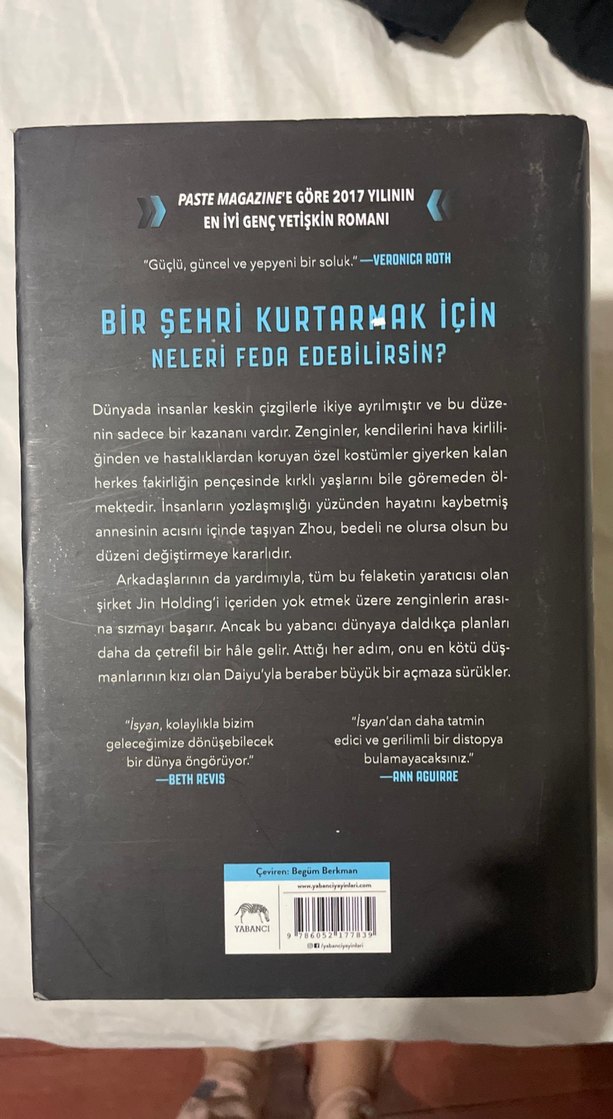 PASTE MAGAZINE'E GÖRE 2017 YILININ
EN İYİ GENÇ YETİŞKİN ROMANI
“Güçlü, güncel ve yepyeni bir soluk.” —VERONICA ROTH
BİR ŞEHRİ KURTARMAK İÇİN
NELERİ FEDA EDEBİLİRSİN?
Dünyada insanlar keskin çizgilerle ikiye ayrılmıştır ve bu düze-
nin sadece bir kazananı vardır. Zenginler, kendilerini hava kirlili-
ğinden ve hastalıklardan koruyan özel kostümler giyerken kalan
herkes fakirliğin pençesinde kırklı yaşlarını bile göremeden öl-
mektedir. İnsanların yozlaşmışlığı yüzünden hayatını kaybetmiş
annesinin acısını içinde taşıyan Zhou, bedeli ne olursa olsun bu
düzeni değiştirmeye kararlıdır.
Arkadaşlarının da yardımıyla, tüm bu felaketin yaratıcısı olan
şirket Jin Holding'i içeriden yok etmek üzere zenginlerin arası-
na sızmayı başarır. Ancak bu yabancı dünyaya daldıkça planları
daha da çetrefil bir hâle gelir. Attığı her adım, onu en kötü düş-
manlarının kızı olan Daiyu'yla beraber büyük bir açmaza sürükler.
“İsyan, kolaylıkla bizim
geleceğimize dönüşebilecek
bir dünya öngörüyor.”
—BETH REVIS
“İsyan'dan daha tatmin
edici ve gerilimli bir distopya
bulamayacaksınız.”
—ANN AGUIRRE
Çeviren: Begüm Berkman
www.yabanciyayinlari.com
YABANCI
9 786052 177839
/yabanciyayinlari